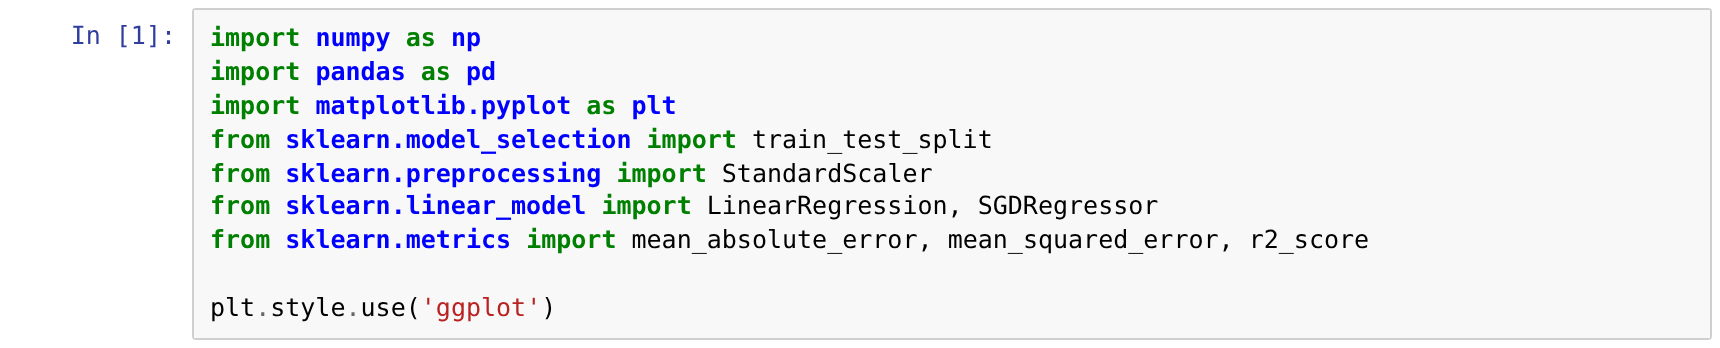 In [1]:
import numpy as np
import pandas as pd
import matplotlib.pyplot as plt
from sklearn.model_selection import train_test_split
from sklearn.preprocessing import StandardScaler
from sklearn.linear_model import LinearRegression, SGDRegressor
from sklearn.metrics import mean_absolute_error, mean_squared_error, r2_score

plt.style.use('ggplot')